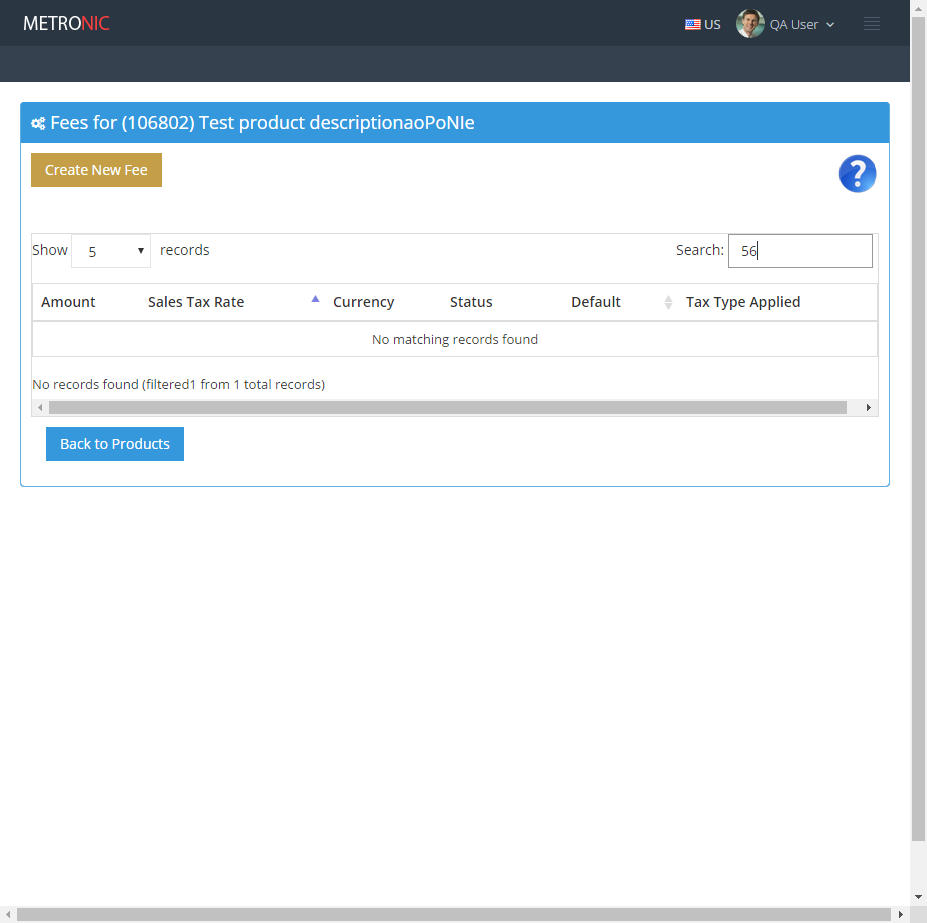 METRONIC US QA User
Fees for (106802) Test product descriptionaoPoNIe
Create New Fee
?
Show 5 records Search: 56
Amount Sales Tax Rate Currency Status Default Tax Type Applied
No matching records found
No records found (filtered1 from 1 total records)
Back to Products